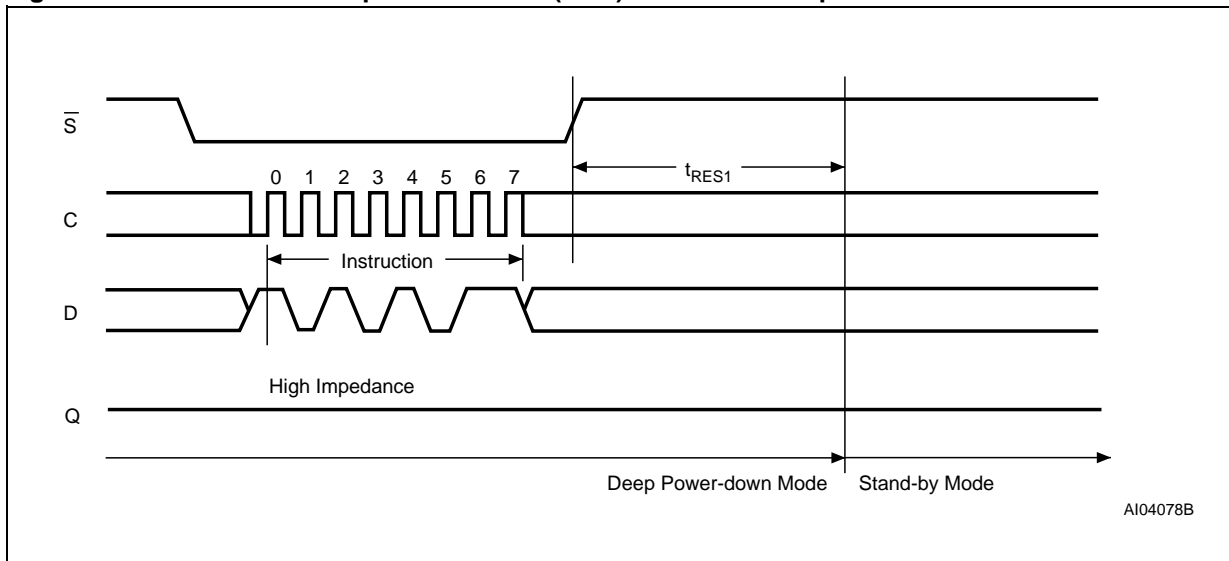 S
0 1 2 3 4 5 6 7
tRES1
C
Instruction
D
High Impedance
Q
Deep Power-down Mode Stand-by Mode
AI04078B